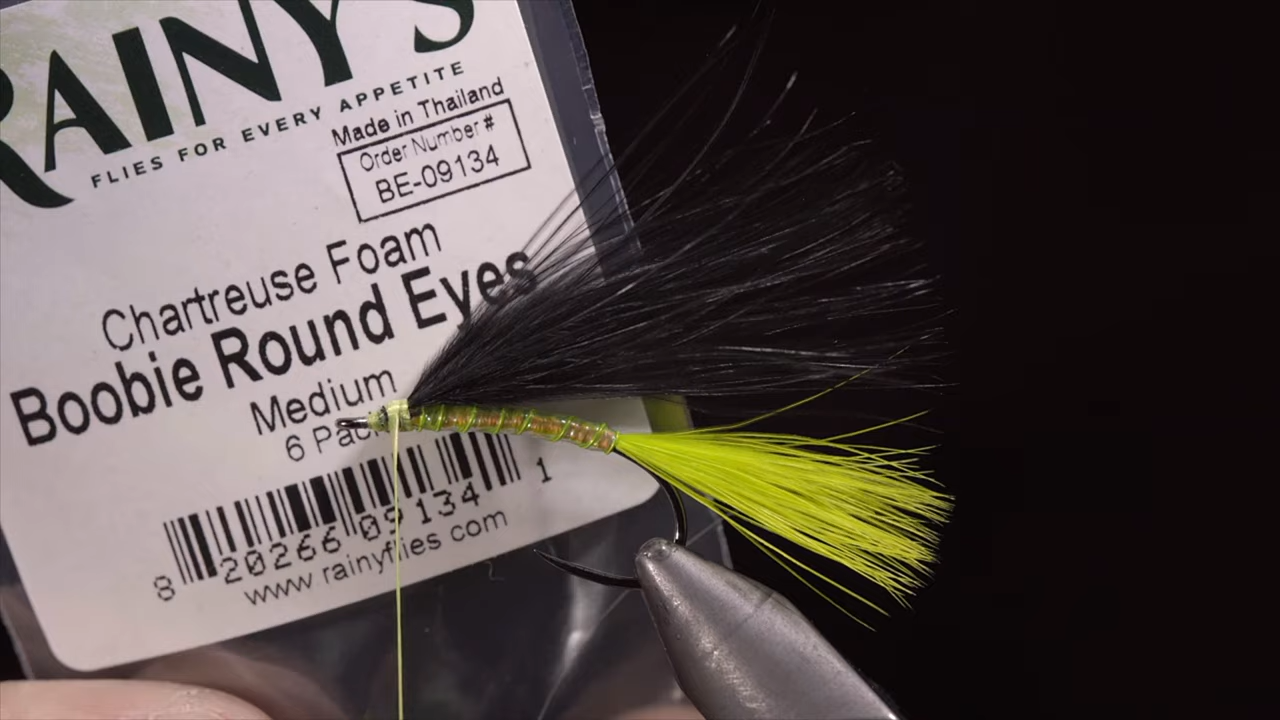 RAINY'S
FLIES FOR EVERY APPETITE
Made in Thailand
Order Number #
BE-09134
Chartreuse Foam
Boobie Round Eyes
Medium
6 Pack
8 20266 09134 1
www rainyflies com